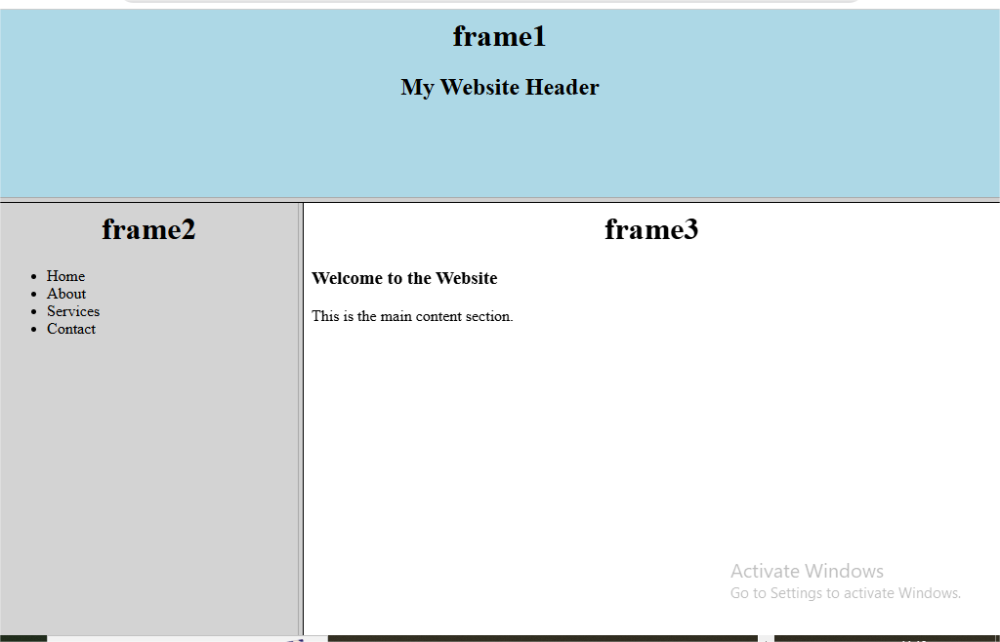 frame1
My Website Header
frame2
Home
About
Services
Contact
frame3
Welcome to the Website
This is the main content section.
Activate Windows
Go to Settings to activate Windows.